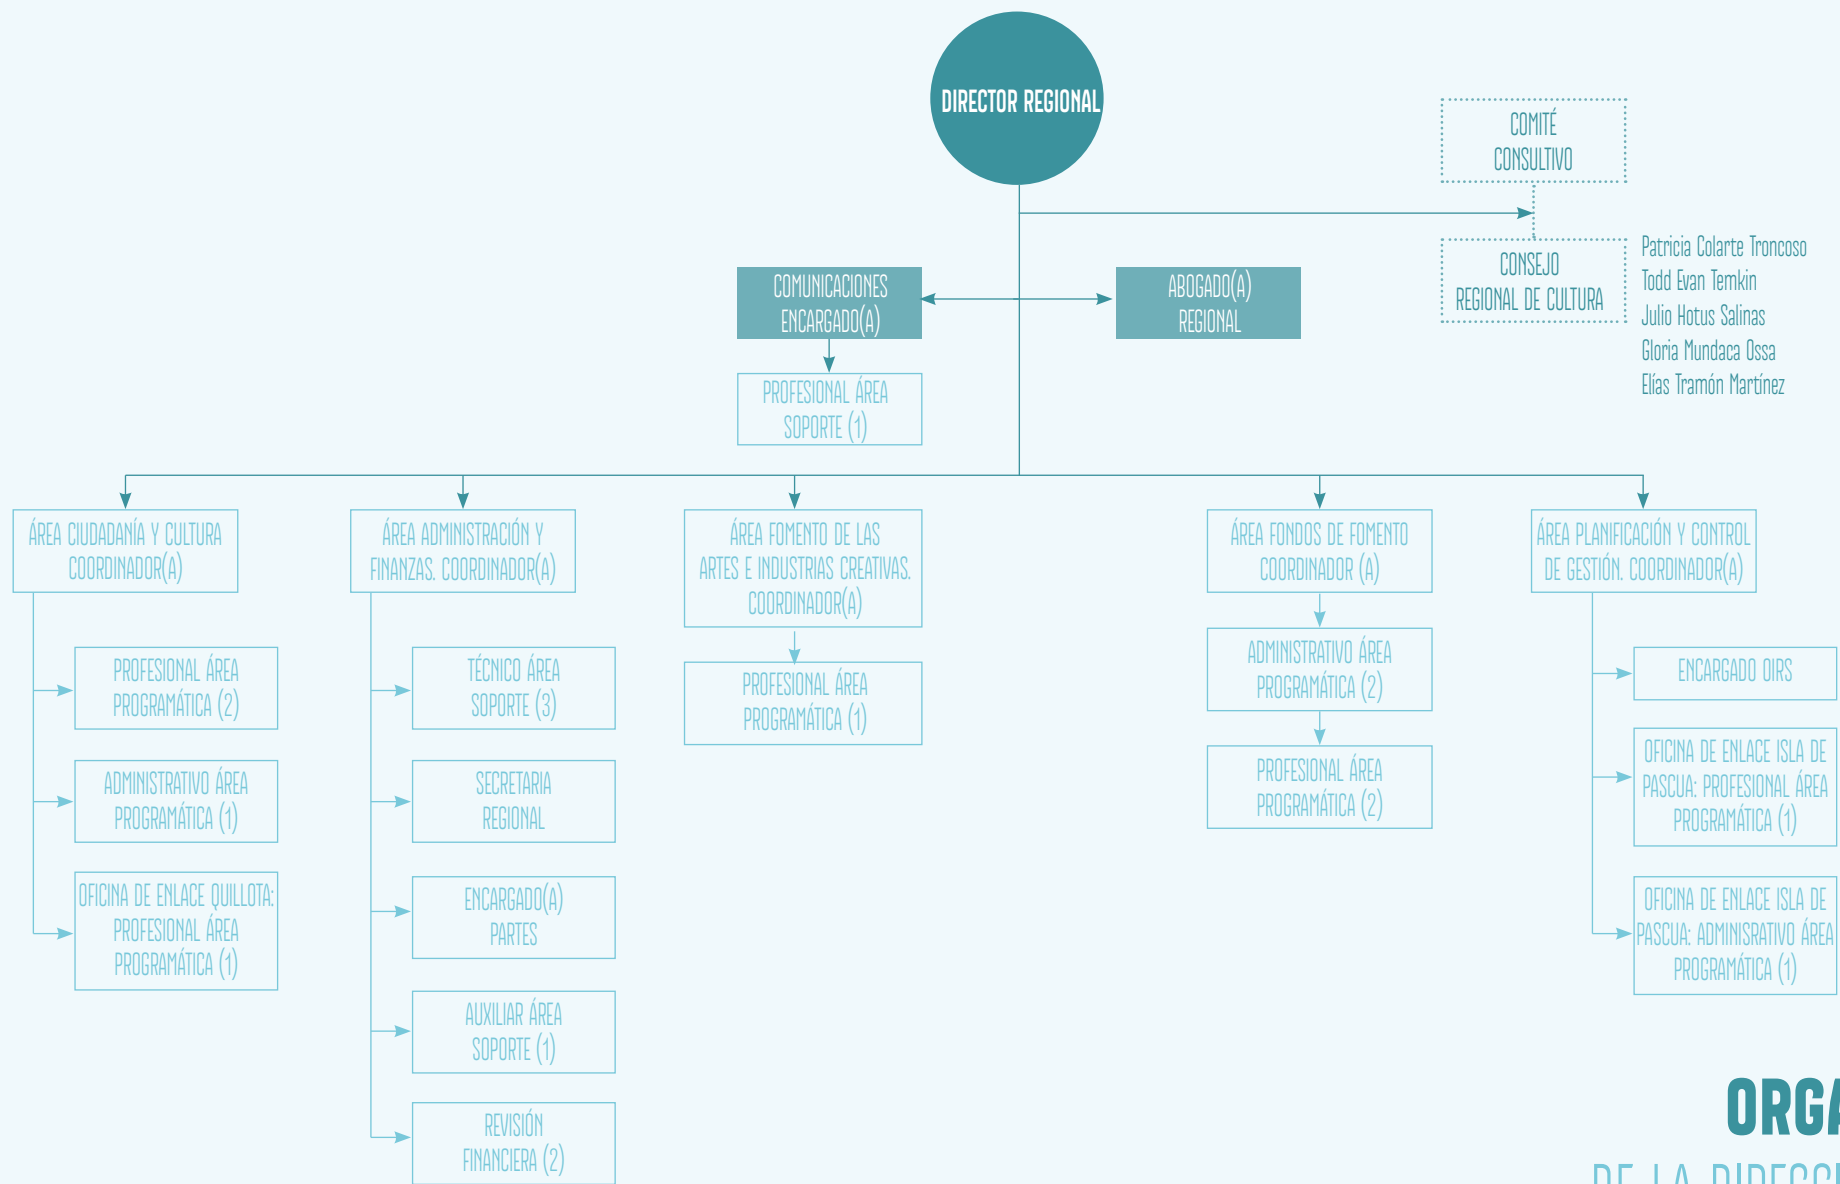 DIRECTOR REGIONAL
COMITÉ
CONSULTIVO
CONSEJO
REGIONAL DE CULTURA
Patricia Colarte Troncoso
Todd Evan Temkin
Julio Hotus Salinas
Gloria Mundaca Ossa
Elías Tramón Martínez
COMUNICACIONES
ENCARGADO(A)
ABOGADO(A)
REGIONAL
PROFESIONAL ÁREA
SOPORTE (1)
ÁREA CIUDADANÍA Y CULTURA
COORDINADOR(A)
PROFESIONAL ÁREA
PROGRAMÁTICA (2)
ADMINISTRATIVO ÁREA
PROGRAMÁTICA (1)
OFICINA DE ENLACE QUILLOTA:
PROFESIONAL ÁREA
PROGRAMÁTICA (1)
ÁREA ADMINISTRACIÓN Y
FINANZAS. COORDINADOR(A)
TÉCNICO ÁREA
SOPORTE (3)
SECRETARIA
REGIONAL
ENCARGADO(A)
PARTES
AUXILIAR ÁREA
SOPORTE (1)
REVISIÓN
FINANCIERA (2)
ÁREA FOMENTO DE LAS
ARTES E INDUSTRIAS CREATIVAS.
COORDINADOR(A)
PROFESIONAL ÁREA
PROGRAMÁTICA (1)
ÁREA FONDOS DE FOMENTO
COORDINADOR (A)
ADMINISTRATIVO ÁREA
PROGRAMÁTICA (2)
PROFESIONAL ÁREA
PROGRAMÁTICA (2)
ÁREA PLANIFICACIÓN Y CONTROL
DE GESTIÓN. COORDINADOR(A)
ENCARGADO OIRS
OFICINA DE ENLACE ISLA DE
PASCUA: PROFESIONAL ÁREA
PROGRAMÁTICA (1)
OFICINA DE ENLACE ISLA DE
PASCUA: ADMINISRATIVO ÁREA
PROGRAMÁTICA (1)
ORGA
DE LA